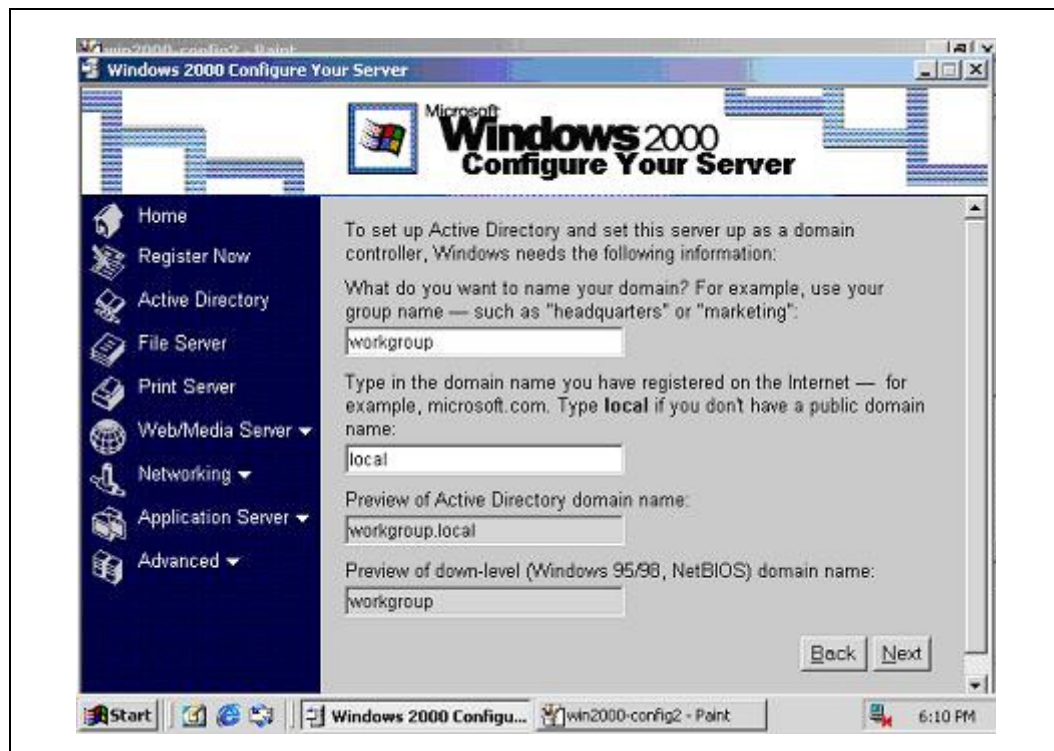 win2000-config2 - Paint
Windows 2000 Configure Your Server
Microsoft
Windows 2000
Configure Your Server
Home
Register Now
Active Directory
File Server
Print Server
Web/Media Server
Networking
Application Server
Advanced
To set up Active Directory and set this server up as a domain
controller, Windows needs the following information:
What do you want to name your domain? For example, use your
group name — such as "headquarters" or "marketing":
workgroup
Type in the domain name you have registered on the Internet — for
example, microsoft.com. Type local if you don't have a public domain
name:
local
Preview of Active Directory domain name:
workgroup.local
Preview of down-level (Windows 95/98, NetBIOS) domain name:
workgroup
Back Next
Start Windows 2000 Configu... win2000-config2 - Paint 6:10 PM